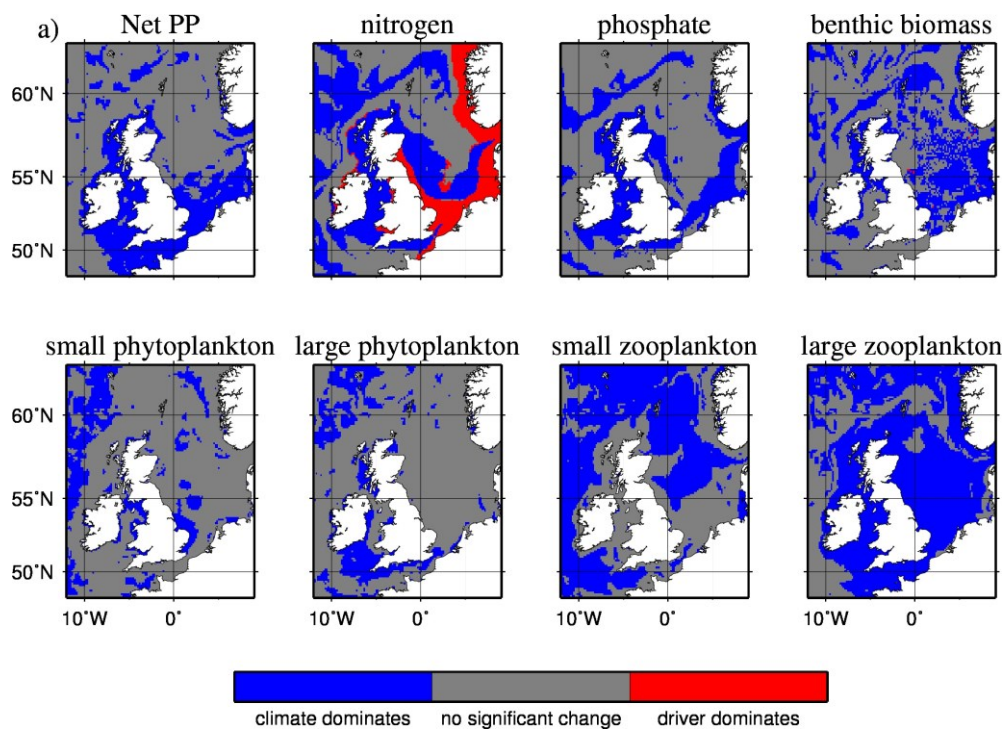 a)
Net PP
nitrogen
phosphate
benthic biomass
60°N
55°N
50°N
small phytoplankton
large phytoplankton
small zooplankton
large zooplankton
60°N
55°N
50°N
10°W 0° 10°W 0° 10°W 0° 10°W 0°
climate dominates
no significant change
driver dominates